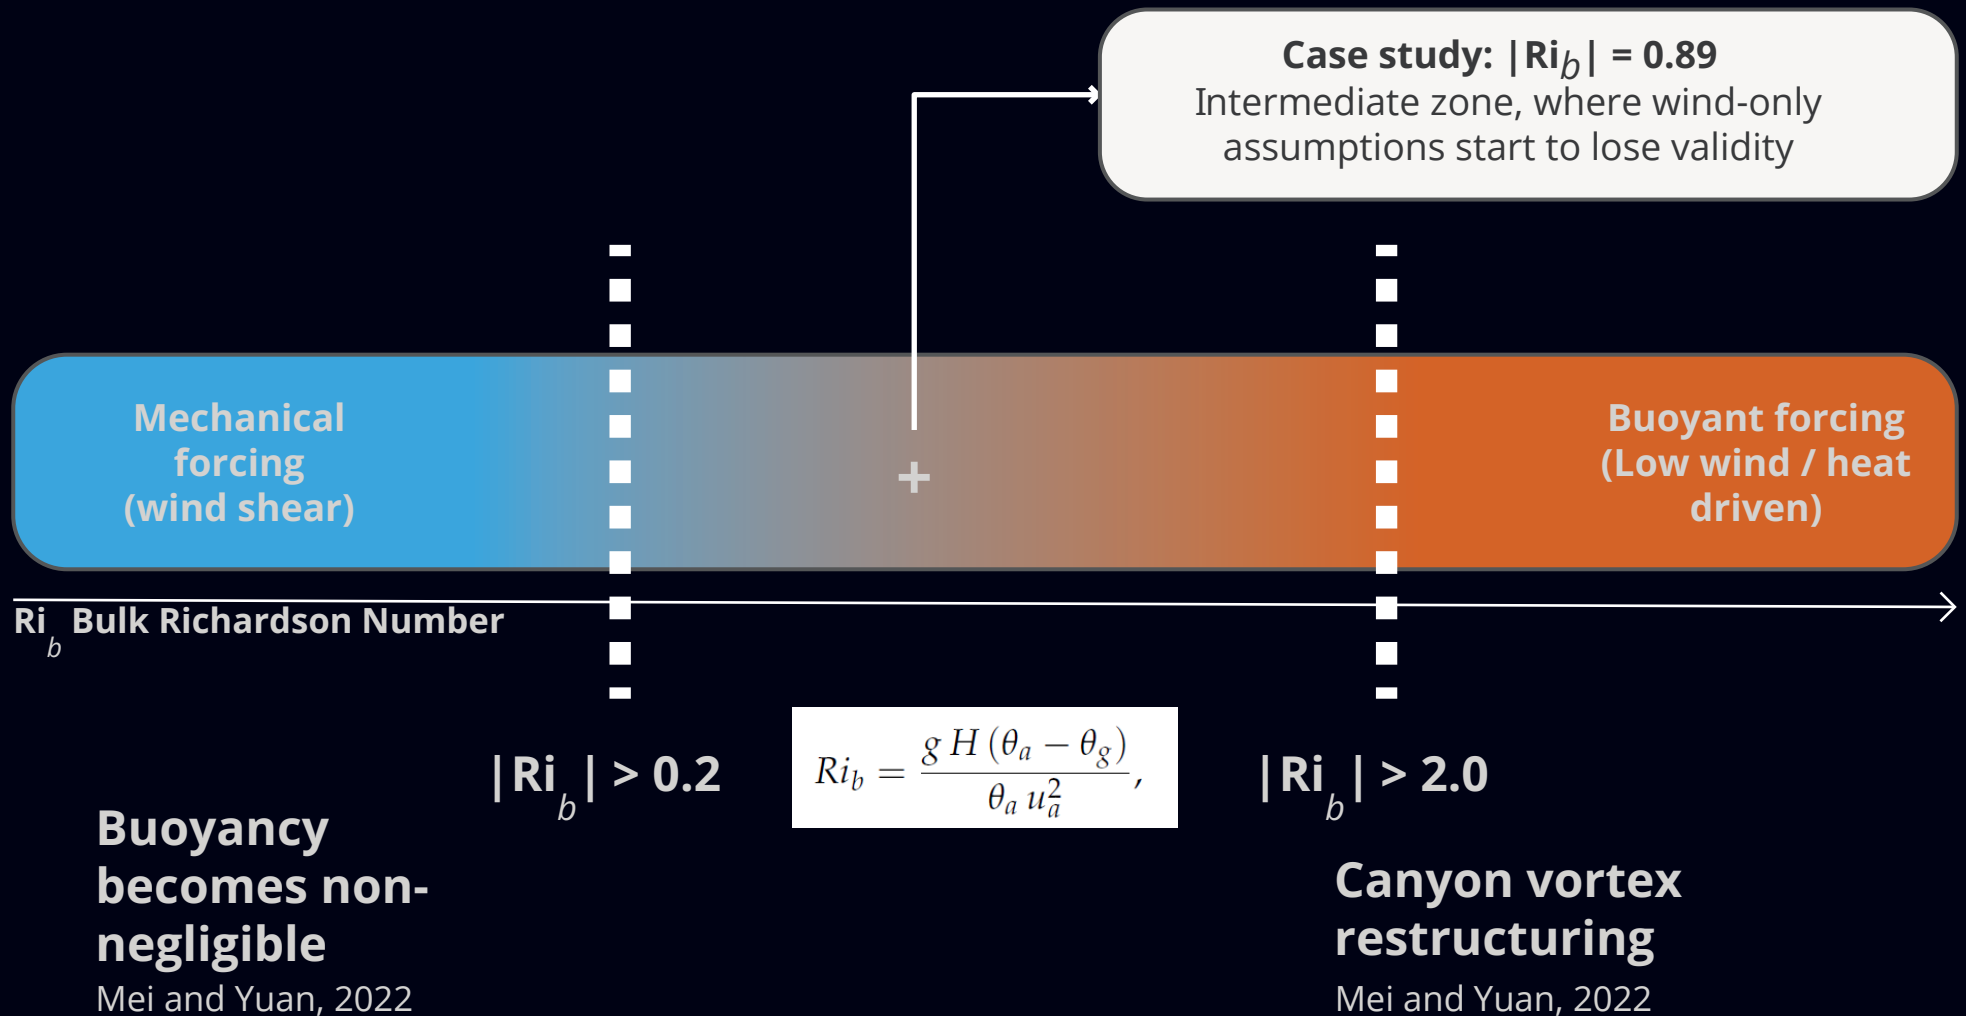 Case study: |Ri_b| = 0.89
Intermediate zone, where wind-only
assumptions start to lose validity
Mechanical
forcing
(wind shear)
+
Buoyant forcing
(Low wind / heat
driven)
Ri_b Bulk Richardson Number
|Ri_b| > 0.2
Ri_b = g H (θ_a − θ_g) / θ_a u_a^2,
|Ri_b| > 2.0
Buoyancy
becomes non-
negligible
Mei and Yuan, 2022
Canyon vortex
restructuring
Mei and Yuan, 2022